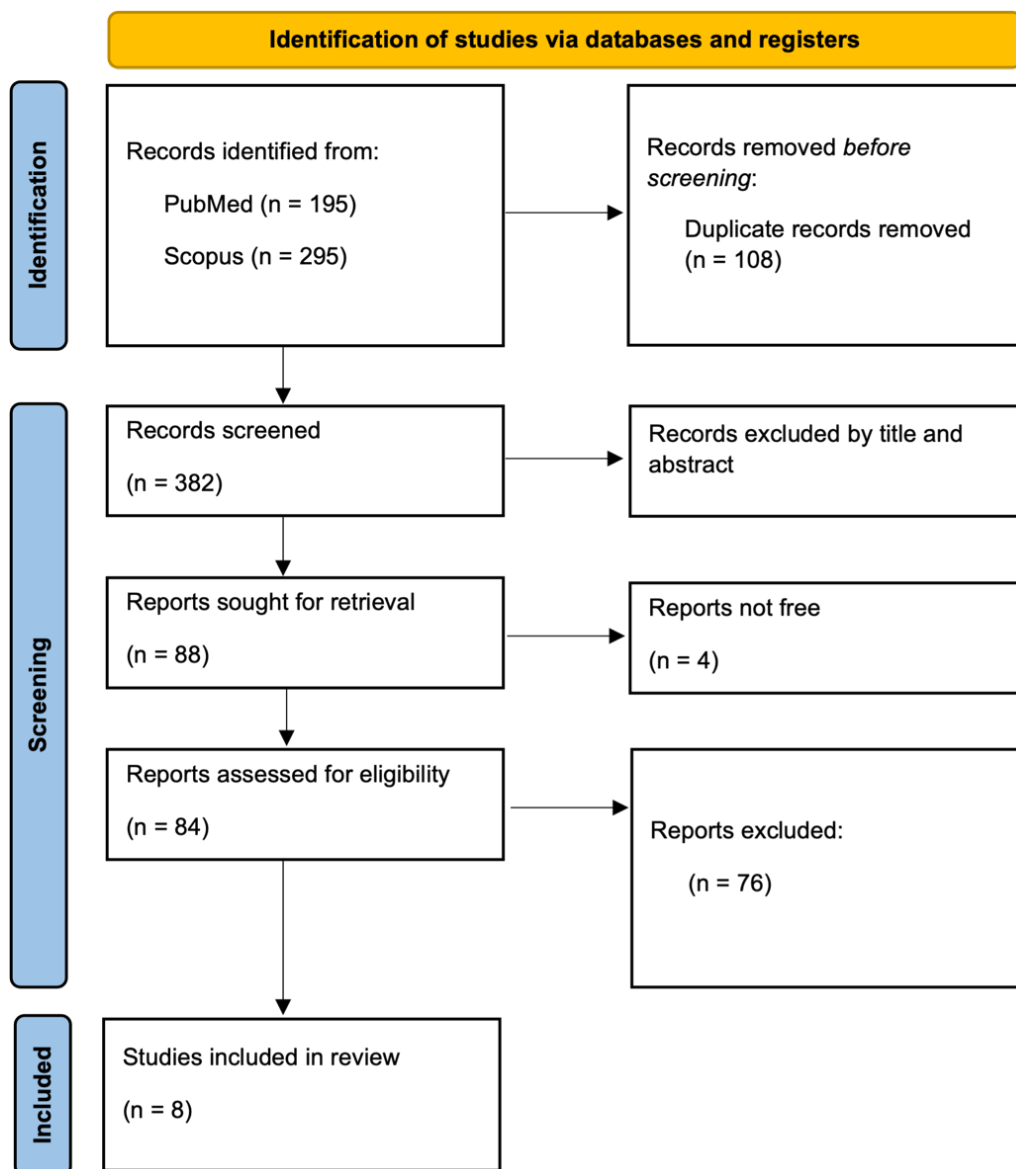 Identification of studies via databases and registers
Identification
Records identified from:
PubMed (n = 195)
Scopus (n = 295)
Records removed before
screening:
Duplicate records removed
(n = 108)
Screening
Records screened
(n = 382)
Records excluded by title and
abstract
Reports sought for retrieval
(n = 88)
Reports not free
(n = 4)
Reports assessed for eligibility
(n = 84)
Reports excluded:
(n = 76)
Included
Studies included in review
(n = 8)